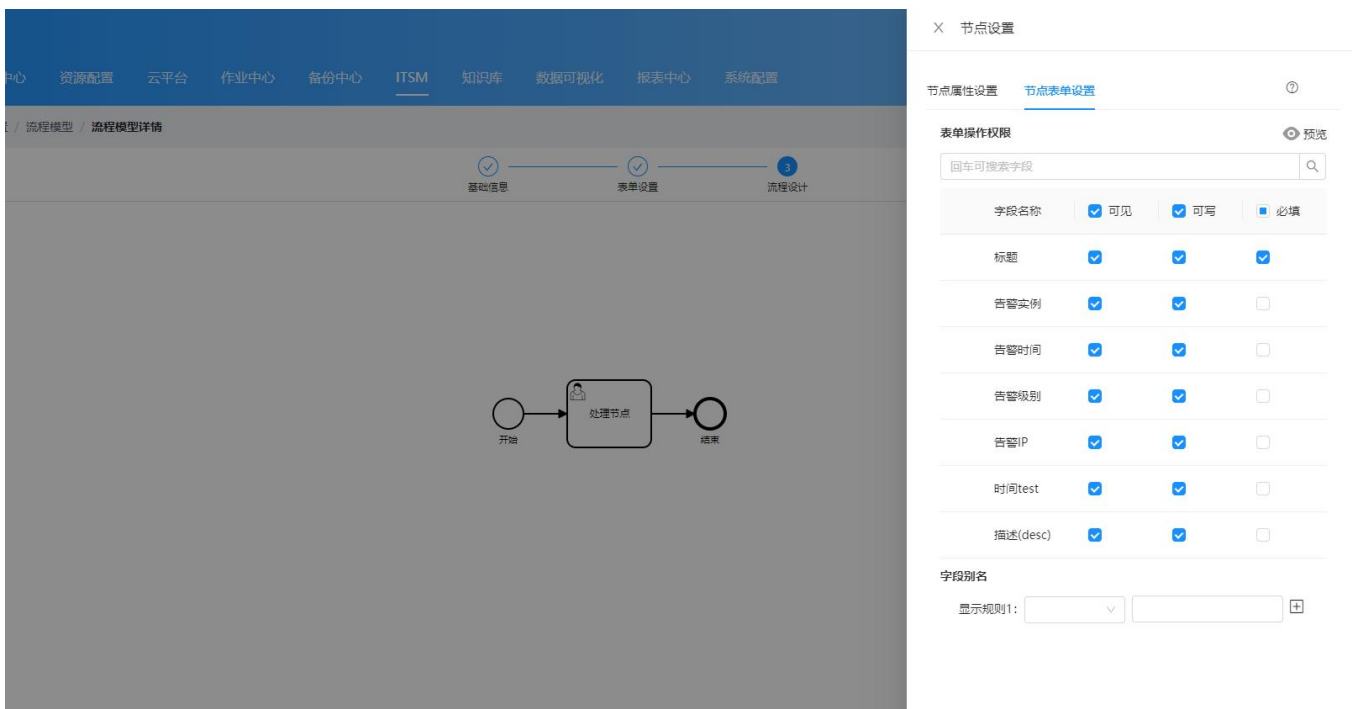 节点设置
中心 资源配置 云平台 作业中心 备份中心 ITSM 知识库 数据可视化 报表中心 系统配置
/ 流程模型 / 流程模型详情
基础信息 表单设置 3 流程设计
开始 处理节点 结束
节点属性设置 节点表单设置
表单操作权限 预览
回车可搜索字段
字段名称 可见 可写 必填
标题
告警实例
告警时间
告警级别
告警IP
时间test
描述(desc)
字段别名
显示规则1: